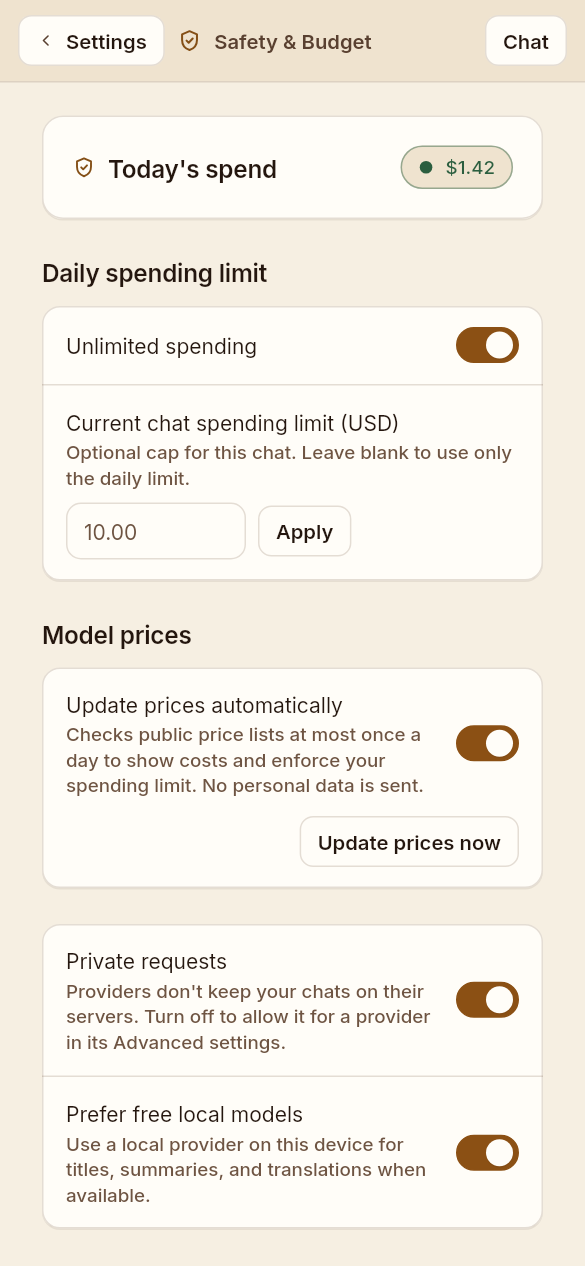 Settings
Safety & Budget
Chat
Today's spend
$1.42
Daily spending limit
Unlimited spending
Current chat spending limit (USD)
Optional cap for this chat. Leave blank to use only
the daily limit.
10.00
Apply
Model prices
Update prices automatically
Checks public price lists at most once a
day to show costs and enforce your
spending limit. No personal data is sent.
Update prices now
Private requests
Providers don't keep your chats on their
servers. Turn off to allow it for a provider
in its Advanced settings.
Prefer free local models
Use a local provider on this device for
titles, summaries, and translations when
available.